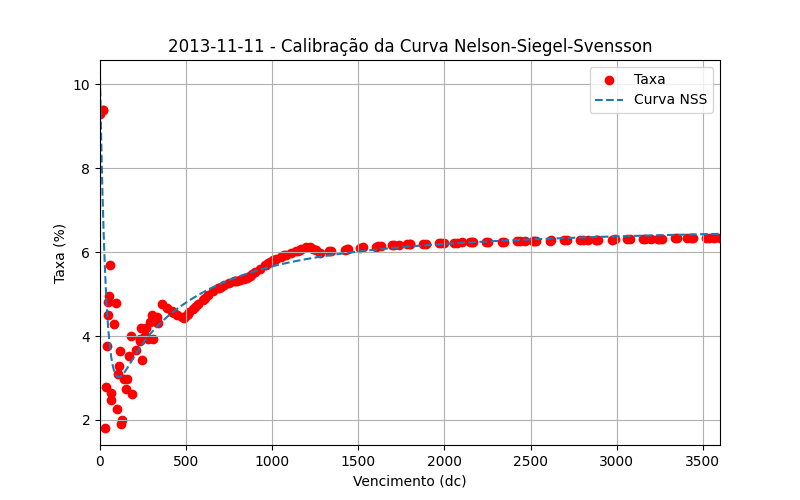 2013-11-11 - Calibração da Curva Nelson-Siegel-Svensson
Taxa
Curva NSS
Taxa (%)
10
8
6
4
2
0 500 1000 1500 2000 2500 3000 3500
Vencimento (dc)